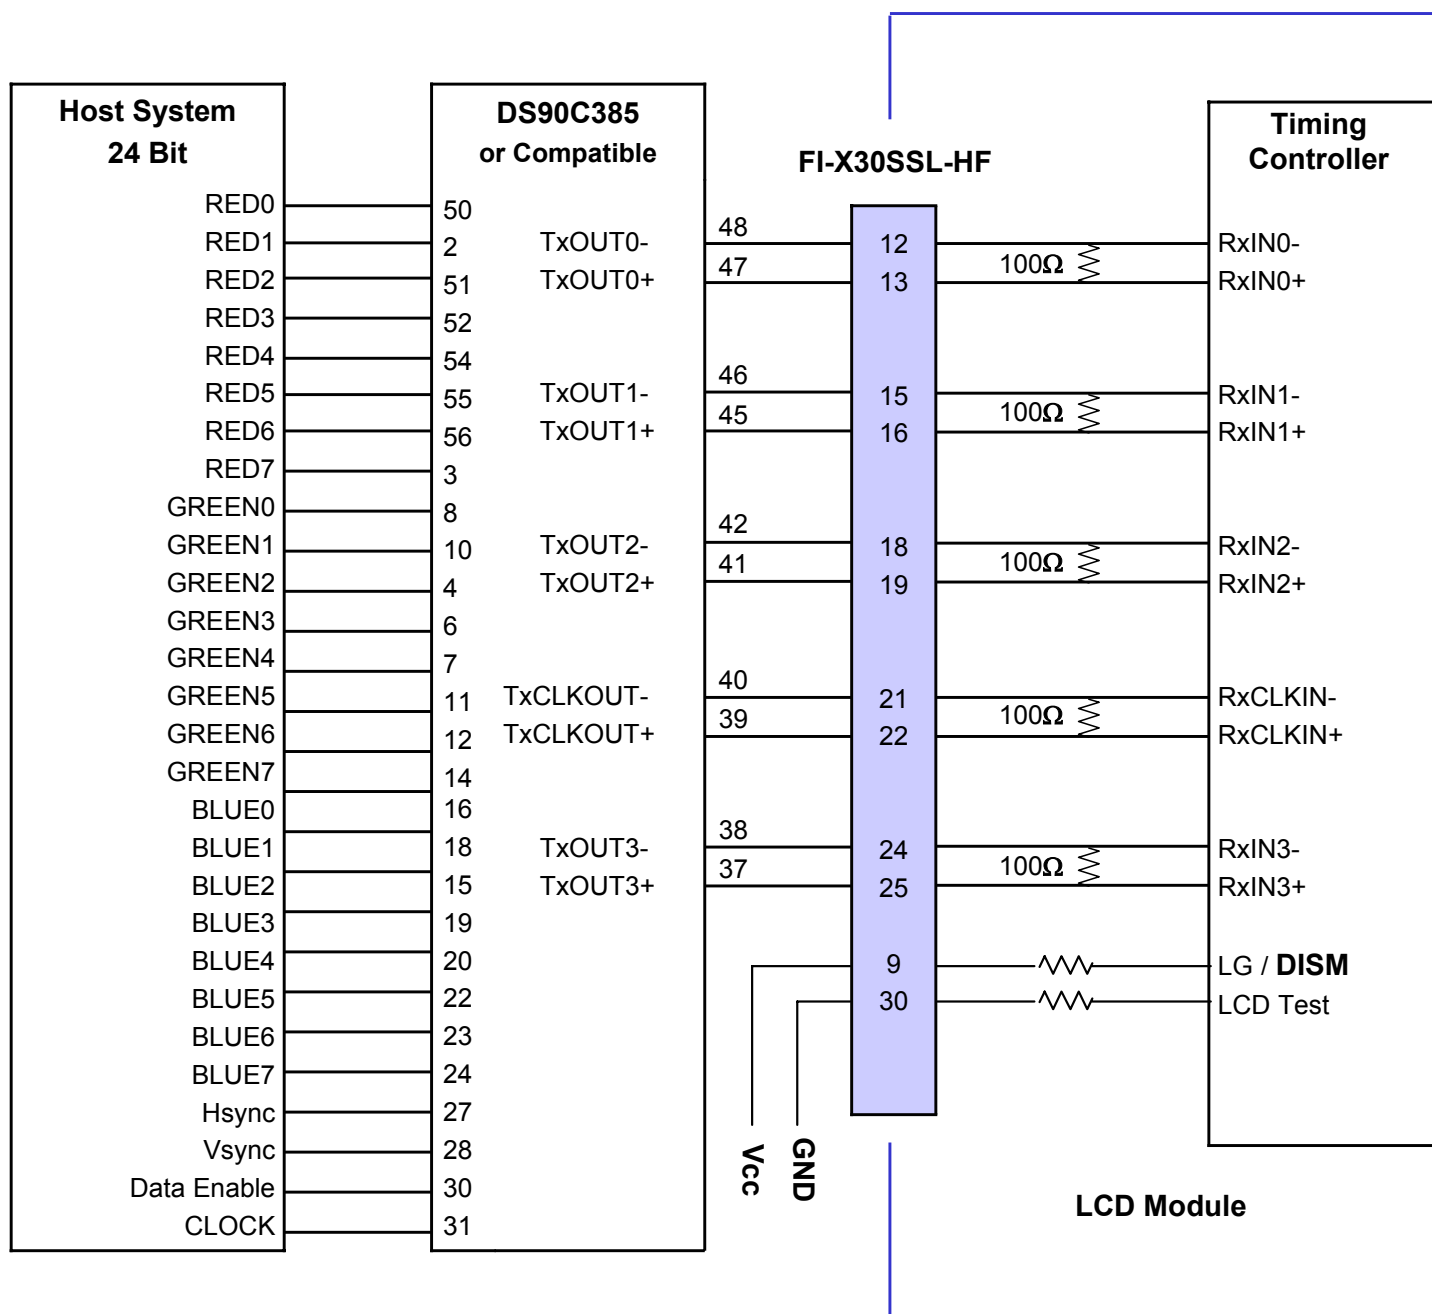 Host System
24 Bit
RED0
RED1
RED2
RED3
RED4
RED5
RED6
RED7
GREEN0
GREEN1
GREEN2
GREEN3
GREEN4
GREEN5
GREEN6
GREEN7
BLUE0
BLUE1
BLUE2
BLUE3
BLUE4
BLUE5
BLUE6
BLUE7
Hsync
Vsync
Data Enable
CLOCK
DS90C385
or Compatible
50
2
51
52
54
55
56
3
8
10
4
6
7
11
12
14
16
18
15
19
20
22
23
24
27
28
30
31
TxOUT0-
TxOUT0+
TxOUT1-
TxOUT1+
TxOUT2-
TxOUT2+
TxCLKOUT-
TxCLKOUT+
TxOUT3-
TxOUT3+
48
47
46
45
42
41
40
39
38
37
Vcc
GND
FI-X30SSL-HF
12
13
15
16
18
19
21
22
24
25
9
30
100Ω
100Ω
100Ω
100Ω
100Ω
Timing
Controller
RxIN0-
RxIN0+
RxIN1-
RxIN1+
RxIN2-
RxIN2+
RxCLKIN-
RxCLKIN+
RxIN3-
RxIN3+
LG / DISM
LCD Test
LCD Module